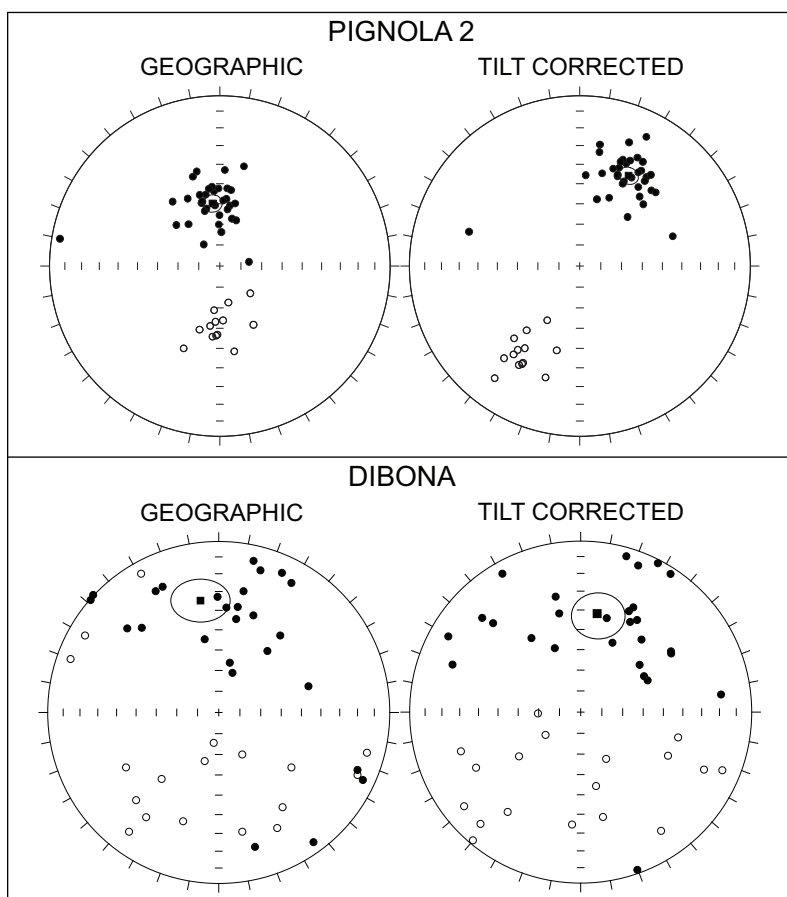 PIGNOLA 2
GEOGRAPHIC
TILT CORRECTED
DIBONA
GEOGRAPHIC
TILT CORRECTED